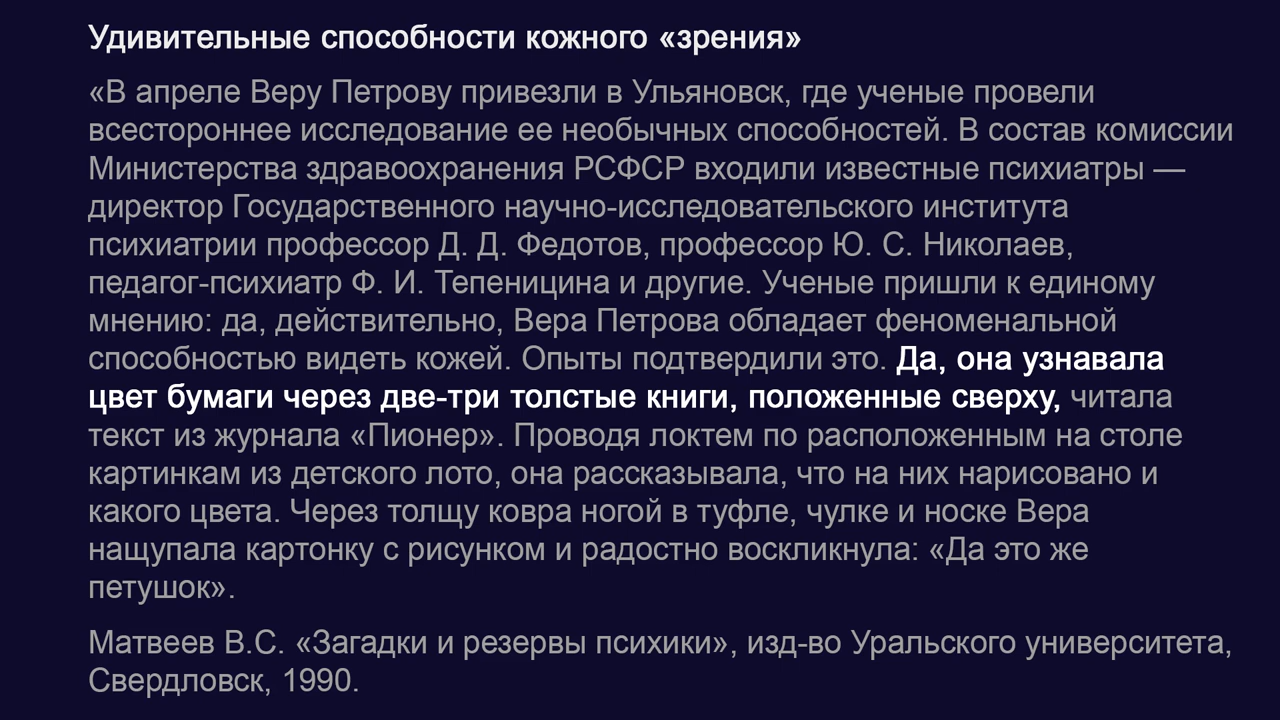 Удивительные способности кожного «зрения»
«В апреле Веру Петрову привезли в Ульяновск, где ученые провели
всестороннее исследование ее необычных способностей. В состав комиссии
Министерства здравоохранения РСФСР входили известные психиатры —
директор Государственного научно-исследовательского института
психиатрии профессор Д. Д. Федотов, профессор Ю. С. Николаев,
педагог-психиатр Ф. И. Тепеницина и другие. Ученые пришли к единому
мнению: да, действительно, Вера Петрова обладает феноменальной
способностью видеть кожей. Опыты подтвердили это. Да, она узнавала
цвет бумаги через две-три толстые книги, положенные сверху, читала
текст из журнала «Пионер». Проводя локтем по расположенным на столе
картинкам из детского лото, она рассказывала, что на них нарисовано и
какого цвета. Через толщу ковра ногой в туфле, чулке и носке Вера
нащупала картонку с рисунком и радостно воскликнула: «Да это же
петушок».
Матвеев В.С. «Загадки и резервы психики», изд-во Уральского университета,
Свердловск, 1990.